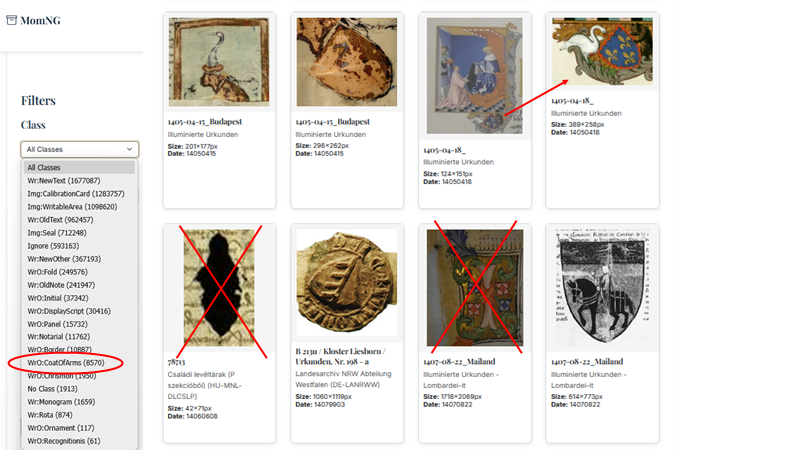 MomNG
Filters
Class
All Classes
All Classes
Wr:NewText (1677087)
Img:CalibrationCard (1283757)
Img:WritableArea (1098620)
Wr:OldText (962457)
Img:Seal (712248)
Ignore (593163)
Wr:NewOther (367193)
WrO:Fold (249576)
Wr:OldNote (241947)
WrO:Initial (37342)
WrO:DisplayScript (30416)
WrO:Panel (15732)
Wr:Notarial (11762)
WrO:Border (10887)
WrO:CoatOfArms (8570)
WrO:Chrismon (1950)
No Class (1913)
Wr:Monogram (1659)
Wr:Rota (874)
WrO:Ornament (117)
WrO:Recognitionis (61)
1405-04-15_Budapest
Illuminierte Urkunden
Size: 201×177px
Date: 14050415
1405-04-15_Budapest
Illuminierte Urkunden
Size: 298×262px
Date: 14050415
1405-04-18_
Illuminierte Urkunden
Size: 124×151px
Date: 14050418
1405-04-18_
Illuminierte Urkunden
Size: 389×258px
Date: 14050418
78713
Családi levéltárak (P
szekcióból) (HU-MNL-
DLCSLP)
Size: 42×71px
Date: 14060608
B 213u / Kloster Liesborn /
Urkunden, Nr. 198 - a
Landesarchiv NRW Abteilung
Westfalen (DE-LANRWW)
Size: 1060×1119px
Date: 14079903
1407-08-22_Mailand
Illuminierte Urkunden -
Lombardei-it
Size: 1718×2069px
Date: 14070822
1407-08-22_Mailand
Illuminierte Urkunden -
Lombardei-it
Size: 614×773px
Date: 14070822